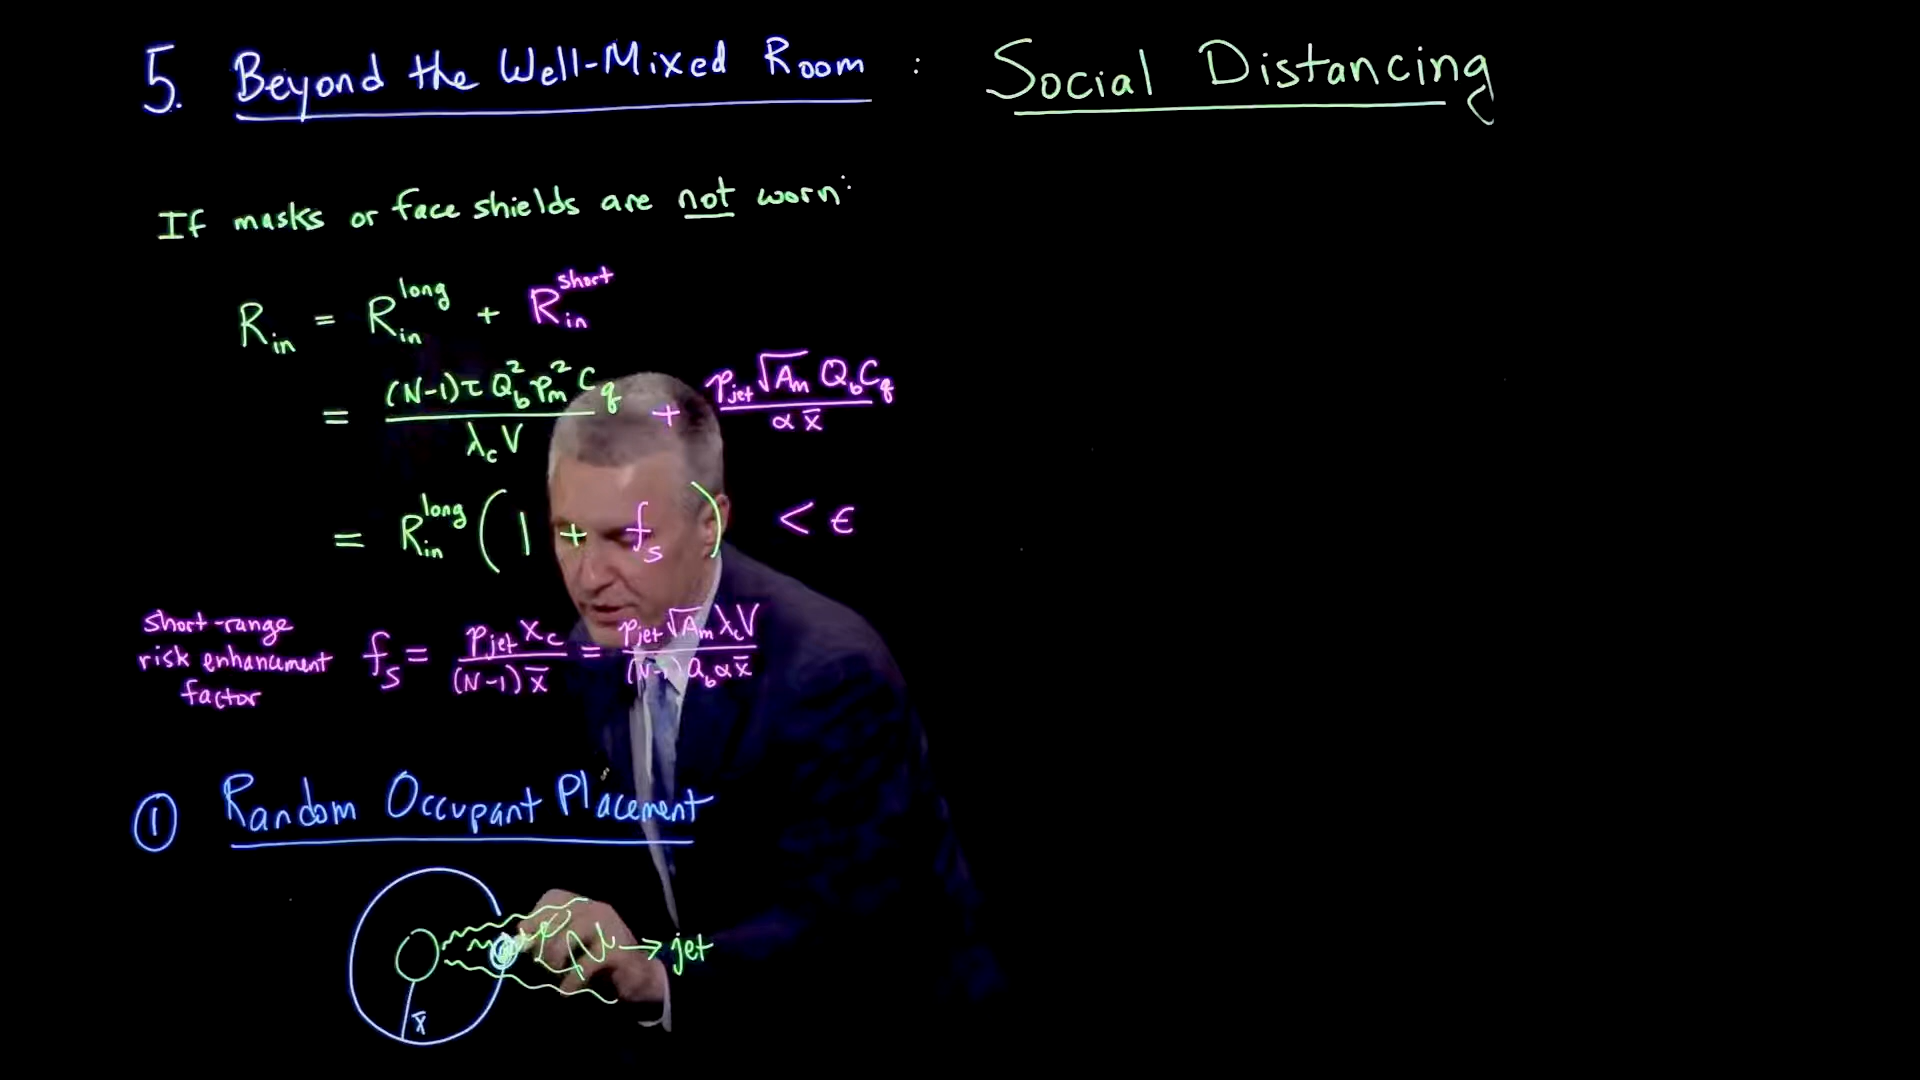 5. Beyond the Well-Mixed Room : Social Distancing
If masks or face shields are not worn:
R_in = R_in^long + R_in^short
= (N-1)τ Q_b^2 p_m^2 C_q / λ_c V + p_jet √A_m Q_b C_q / α x̄
= R_in^long (1 + f_s) < ϵ
short-range
risk enhancement
factor
f_s = p_jet x_c / (N-1) x̄ = p_jet √A_m λ_c V / (N-1) Q_b α x̄
① Random Occupant Placement
→ jet
x̄